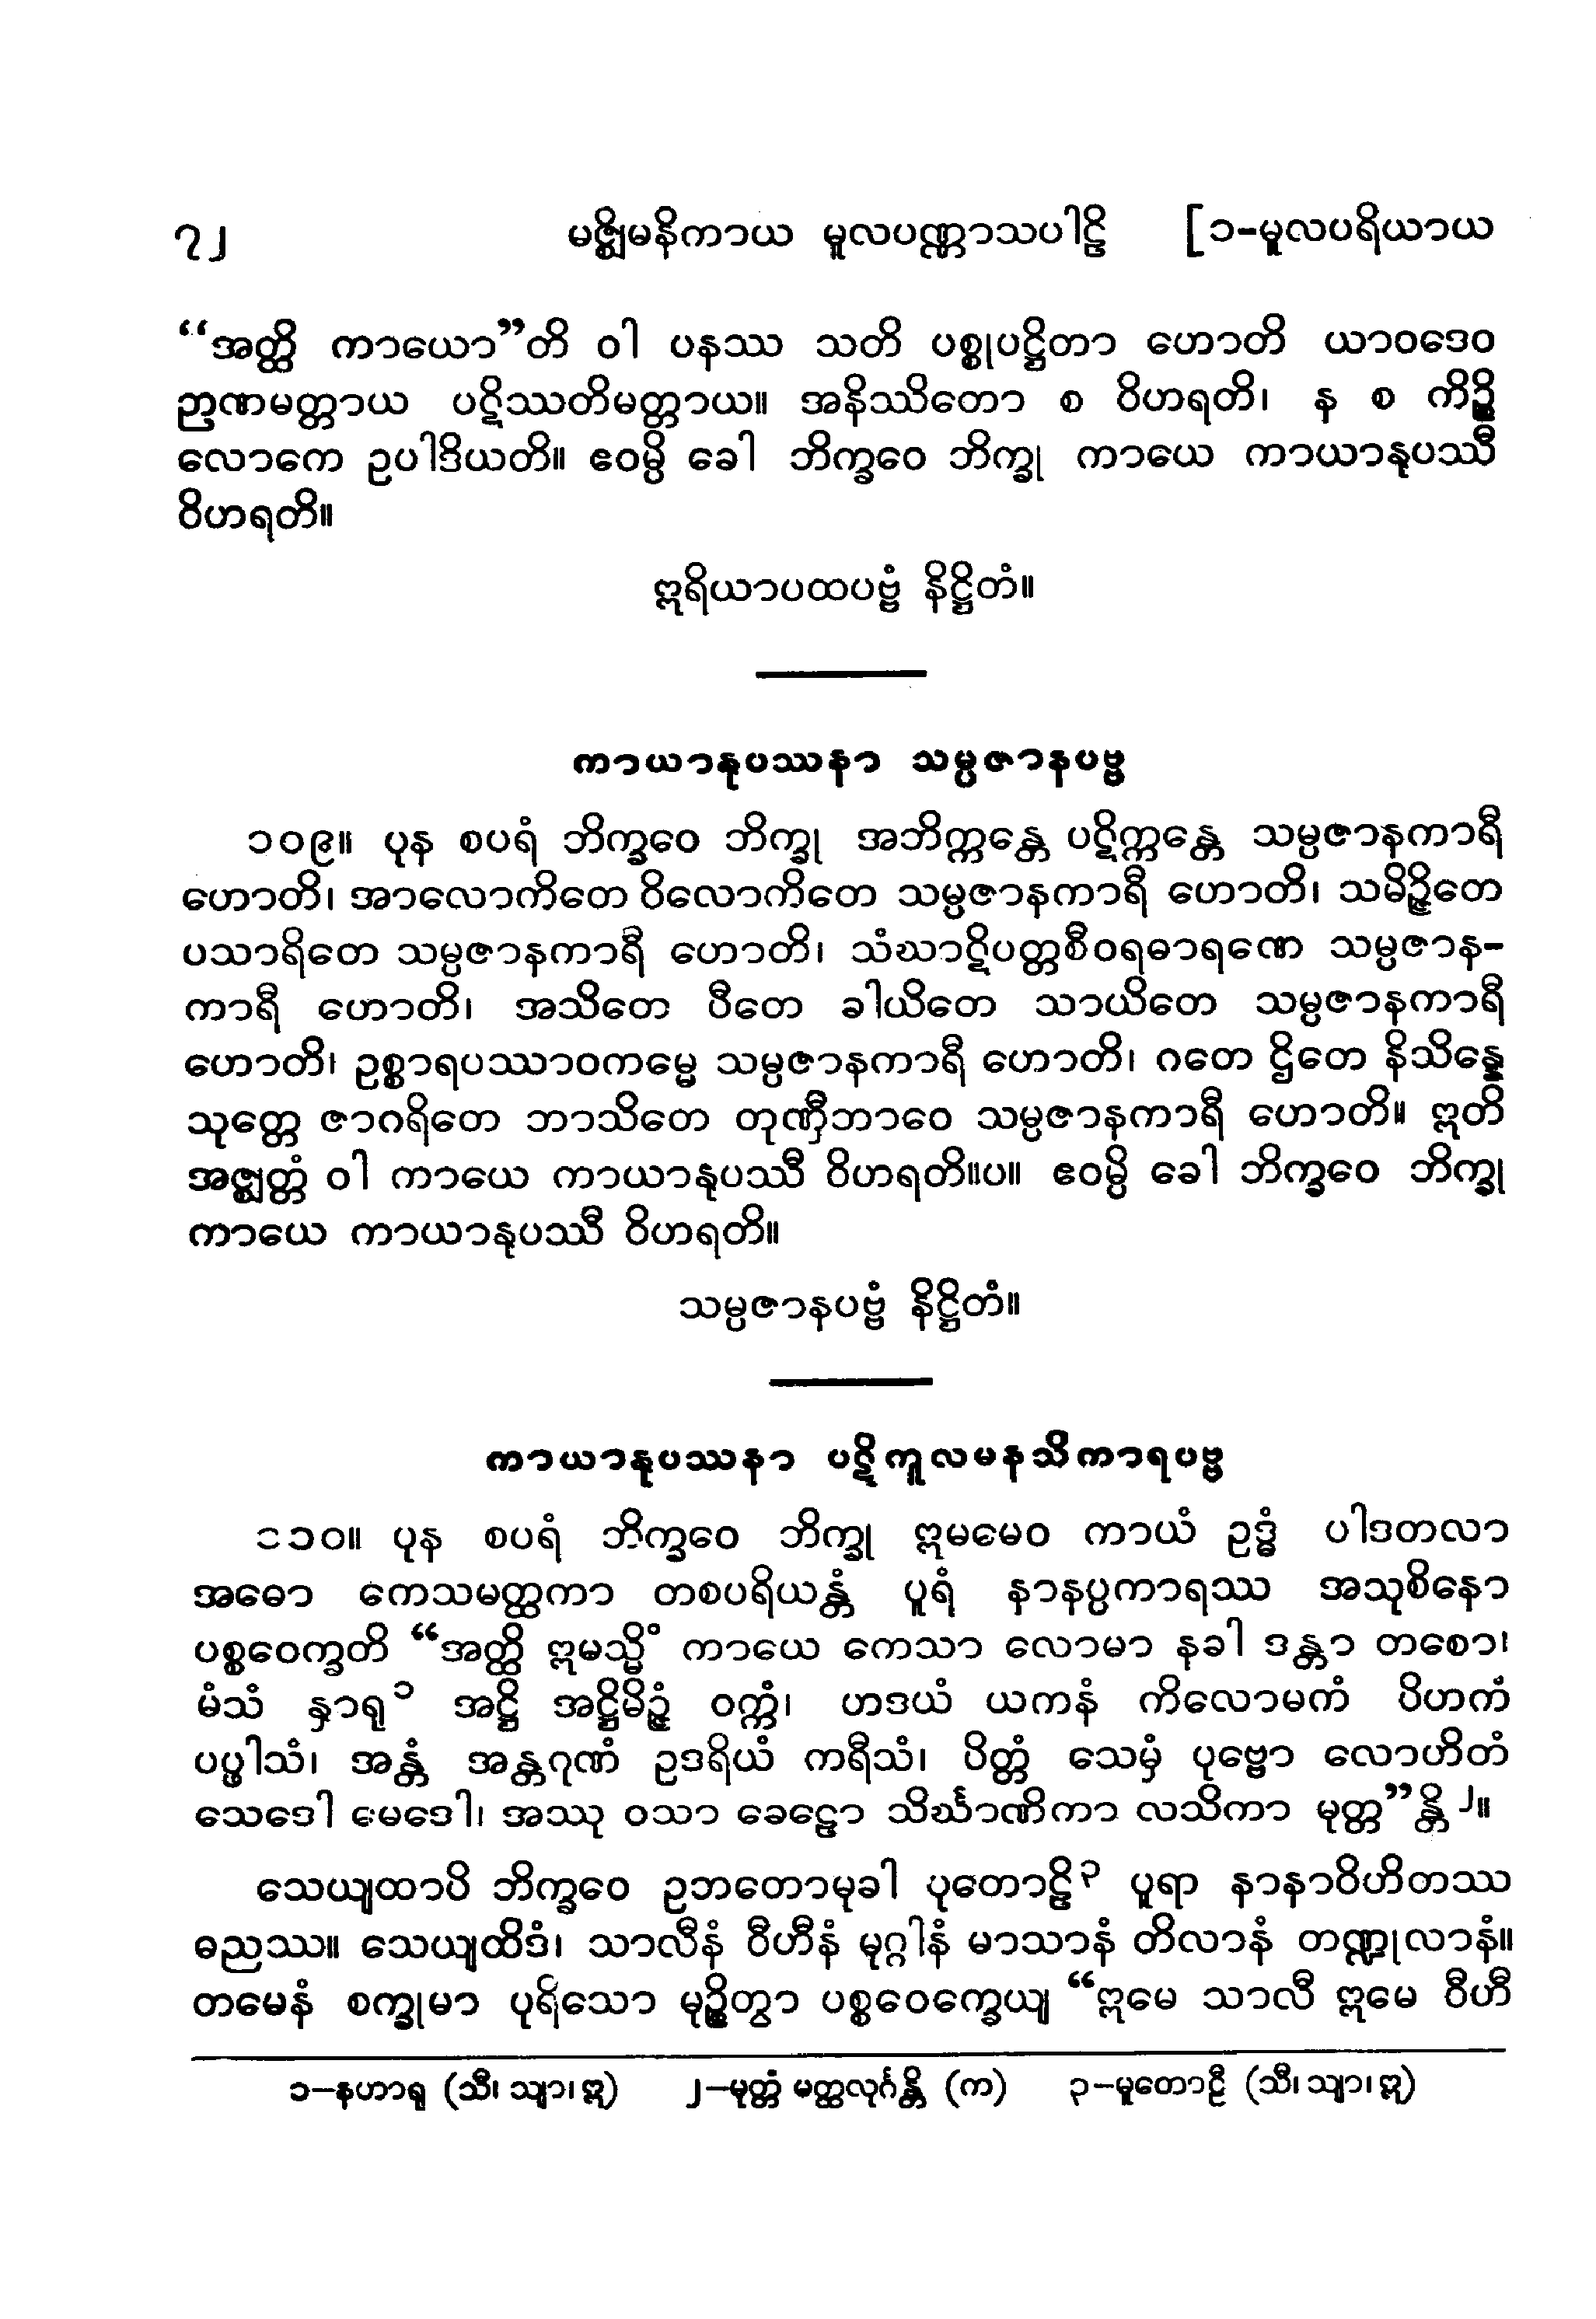 ၇၂ မဇ္ဈိမနိကာယ မူလပဏ္ဏာသပါဠိ [၁-မူလပရိယာယ
“အတ္ထိ ကာယော”တိ ဝါ ပနဿ သတိ ပစ္စုပဋ္ဌိတာ ဟောတိ ယာဝဒေဝ
ဉာဏမတ္တာယ ပဋိဿတိမတ္တာယ။ အနိဿိတော စ ဝိဟရတိ၊ န စ ကိဉ္စိ
လောကေ ဥပါဒိယတိ။ ဧဝမ္ပိ ခေါ ဘိက္ခဝေ ဘိက္ခု ကာယေ ကာယာနုပဿီ
ဝိဟရတိ။
ဣရိယာပထပဗ္ဗံ နိဋ္ဌိတံ။
ကာယာနုပဿနာ သမ္ပဇာနပဗ္ဗ
၁၀၉။ ပုန စပရံ ဘိက္ခဝေ ဘိက္ခု အဘိက္ကန္တေ ပဋိက္ကန္တေ သမ္ပဇာနကာရီ
ဟောတိ၊ အာလောကိတေ ဝိလောကိတေ သမ္ပဇာနကာရီ ဟောတိ၊ သမိဉ္ဇိတေ
ပသာရိတေ သမ္ပဇာနကာရီ ဟောတိ၊ သံဃာဋိပတ္တစီဝရဓာရဏေ သမ္ပဇာန-
ကာရီ ဟောတိ၊ အသိတေ ပီတေ ခါယိတေ သာယိတေ သမ္ပဇာနကာရီ
ဟောတိ၊ ဥစ္စာရပဿာဝကမ္မေ သမ္ပဇာနကာရီ ဟောတိ၊ ဂတေ ဌိတေ နိသိန္နေ
သုတ္တေ ဇာဂရိတေ ဘာသိတေ တုဏှီဘာဝေ သမ္ပဇာနကာရီ ဟောတိ။ ဣတိ
အဇ္ဈတ္တံ ဝါ ကာယေ ကာယာနုပဿီ ဝိဟရတိ။ပ။ ဧဝမ္ပိ ခေါ ဘိက္ခဝေ ဘိက္ခု
ကာယေ ကာယာနုပဿီ ဝိဟရတိ။
သမ္ပဇာနပဗ္ဗံ နိဋ္ဌိတံ။
ကာယာနုပဿနာ ပဋိကူလမနသိကာရပဗ္ဗ
၁၁၀။ ပုန စပရံ ဘိက္ခဝေ ဘိက္ခု ဣမမေဝ ကာယံ ဥဒ္ဓံ ပါဒတလာ
အဓော ကေသမတ္ထကာ တစပရိယန္တံ ပူရံ နာနပ္ပကာရဿ အသုစိနော
ပစ္စဝေက္ခတိ “အတ္ထိ ဣမသ္မိံ ကာယေ ကေသာ လောမာ နခါ ဒန္တာ တစော၊
မံသံ နှာရု၁ အဋ္ဌိ အဋ္ဌိမိဉ္ဇံ ဝက္ကံ၊ ဟဒယံ ယကနံ ကိလောမကံ ပိဟကံ
ပပ္ဖါသံ၊ အန္တံ အန္တဂုဏံ ဥဒရိယံ ကရီသံ၊ ပိတ္တံ သေမှံ ပုဗ္ဗော လောဟိတံ
သေဒေါ မေဒေါ၊ အဿု ဝသာ ခေဠော သိင်္ဃာဏိကာ လသိကာ မုတ္တ”န္တိ၂။
သေယျထာပိ ဘိက္ခဝေ ဥဘတောမုခါ ပုတောဠိ၃ ပူရာ နာနာဝိဟိတဿ
ဓညဿ။ သေယျထိဒံ၊ သာလီနံ ဝီဟီနံ မုဂ္ဂါနံ မာသာနံ တိလာနံ တဏ္ဍုလာနံ။
တမေနံ စက္ခုမာ ပုရိသော မုဉ္စိတွာ ပစ္စဝေက္ခေယျ “ဣမေ သာလီ ဣမေ ဝီဟီ
၁-နဟာရု (သီ၊ သျာ၊ ဣ) ၂-မုတ္တံ မတ္ထလုင်္ဂန္တိ (က) ၃-မူတောဠီ (သီ၊ သျာ၊ ဣ)